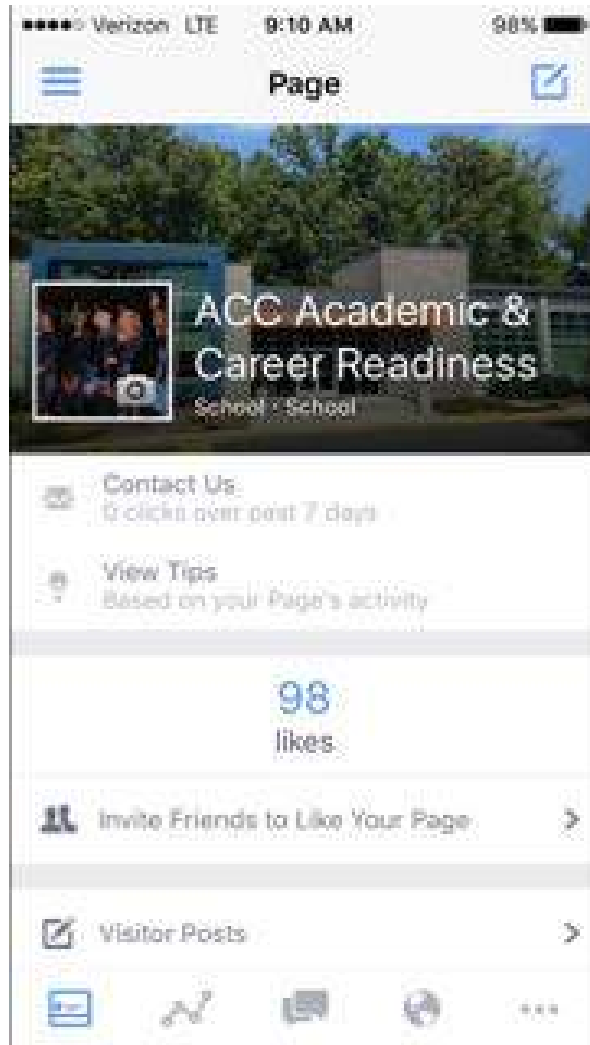 Verizon LTE 9:10 AM 98%
Page
ACC Academic &
Career Readiness
School · School
Contact Us
0 clicks over past 7 days
View Tips
Based on your Page's activity
98
likes
Invite Friends to Like Your Page
Visitor Posts